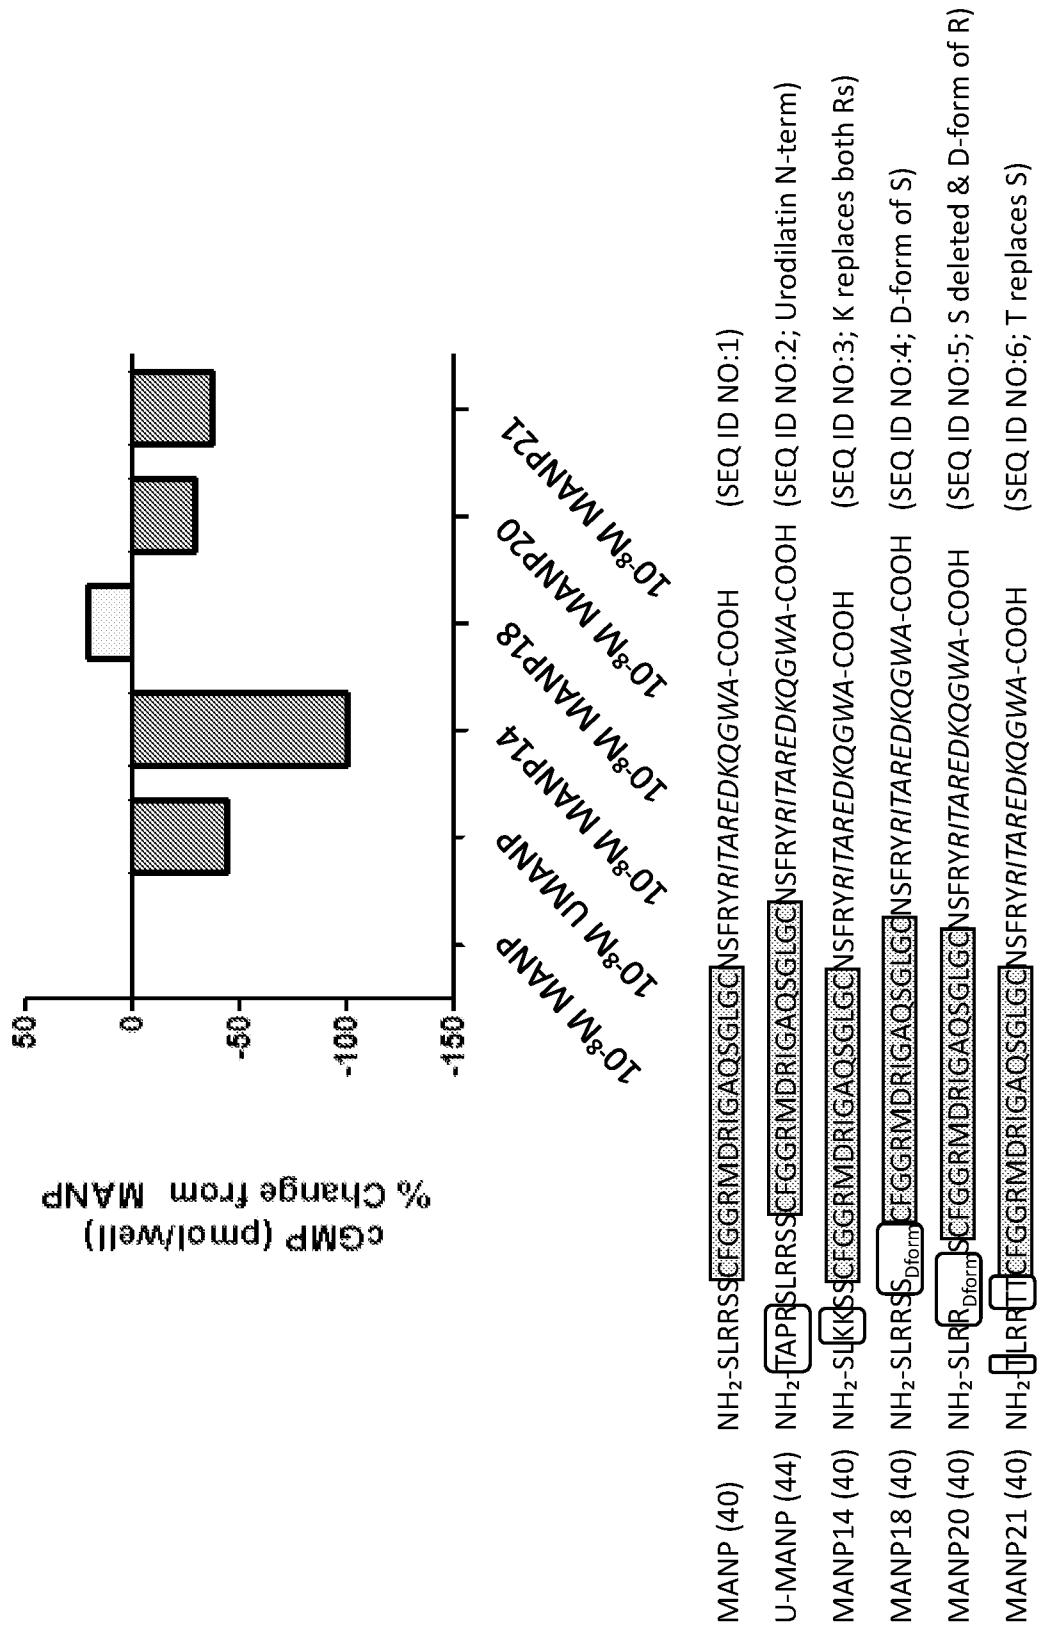 cGMP (pmol/well)
% Change from MANP
50
0
-50
-100
-150
10⁻⁸M MANP
10⁻⁸M UMANP
10⁻⁸M MANP14
10⁻⁸M MANP18
10⁻⁸M MANP20
10⁻⁸M MANP21
MANP (40) NH₂-SLRRSSCFGGRMDRIGAQSGLGCNSFRYRITAREDKQGWA-COOH (SEQ ID NO:1)
U-MANP (44) NH₂-TAPRSLRRSSCFGGRMDRIGAQSGLGCNSFRYRITAREDKQGWA-COOH (SEQ ID NO:2; Urodilatin N-term)
MANP14 (40) NH₂-SLKKSSCFGGRMDRIGAQSGLGCNSFRYRITAREDKQGWA-COOH (SEQ ID NO:3; K replaces both Rs)
MANP18 (40) NH₂-SLRRSS_Dform CFGGRMDRIGAQSGLGCNSFRYRITAREDKQGWA-COOH (SEQ ID NO:4; D-form of S)
MANP20 (40) NH₂-SLRR_Dform SCFGGRMDRIGAQSGLGCNSFRYRITAREDKQGWA-COOH (SEQ ID NO:5; S deleted & D-form of R)
MANP21 (40) NH₂-TLRRTTCFGGRMDRIGAQSGLGCNSFRYRITAREDKQGWA-COOH (SEQ ID NO:6; T replaces S)